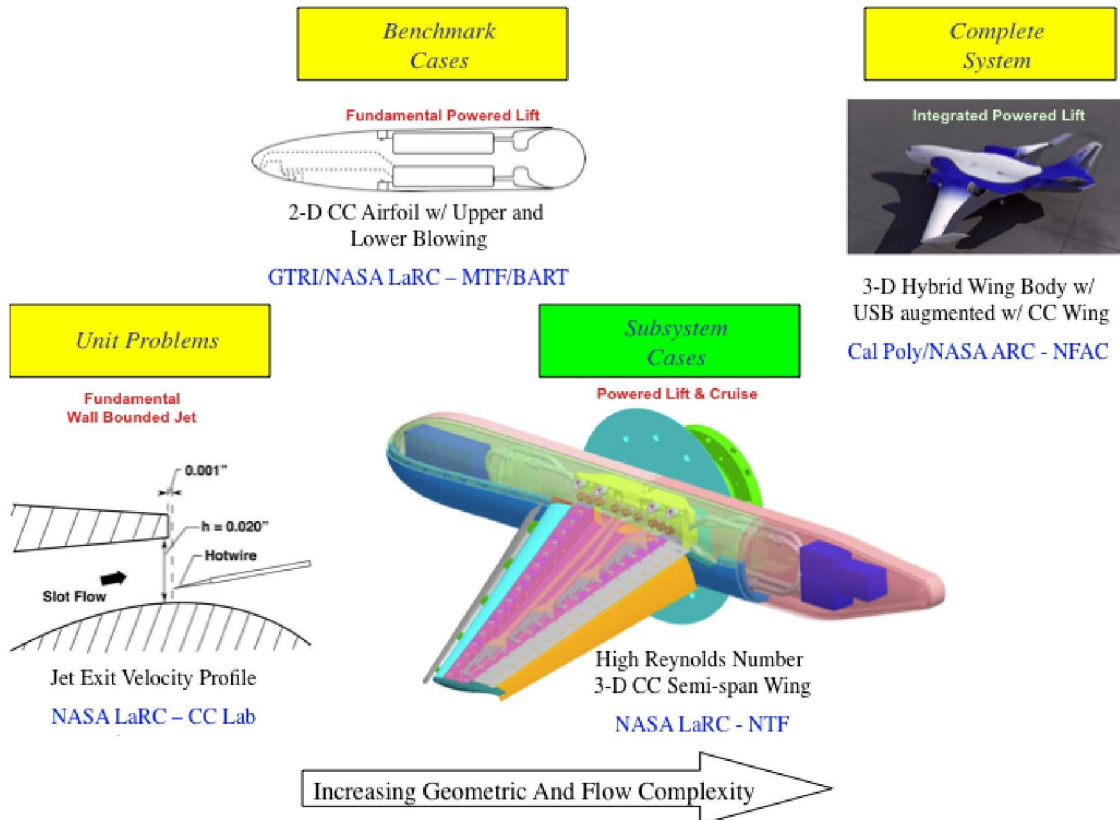 Benchmark
Cases
Fundamental Powered Lift
2-D CC Airfoil w/ Upper and
Lower Blowing
GTRI/NASA LaRC – MTF/BART
Complete
System
Integrated Powered Lift
3-D Hybrid Wing Body w/
USB augmented w/ CC Wing
Cal Poly/NASA ARC - NFAC
Unit Problems
Fundamental
Wall Bounded Jet
0.001"
h = 0.020"
Hotwire
Slot Flow
Jet Exit Velocity Profile
NASA LaRC – CC Lab
Subsystem
Cases
Powered Lift & Cruise
High Reynolds Number
3-D CC Semi-span Wing
NASA LaRC - NTF
Increasing Geometric And Flow Complexity